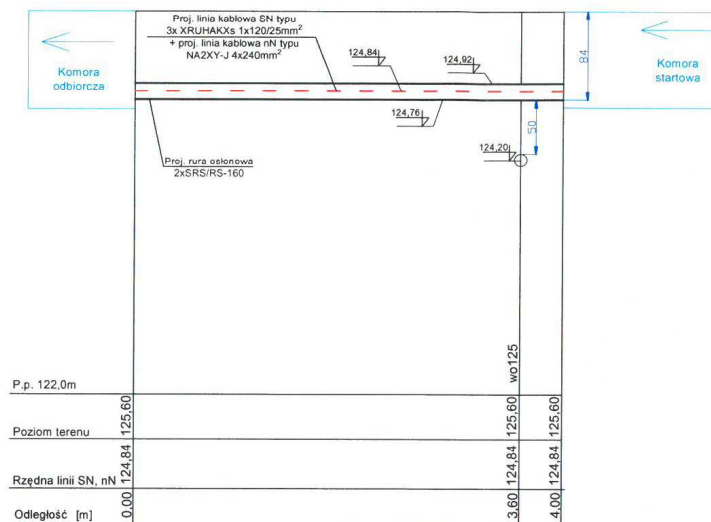 Proj. linia kablowa SN typu
3x XRUHAKXs 1x120/25mm²
+ proj. linia kablowa nN typu
NA2XY-J 4x240mm²
Komora
odbiorcza
124,84
124,92
84
Komora
startowa
124,76
50
124,20
Proj. rura osłonowa
2xSRS/RS-160
wo125
P.p. 122,0m
Poziom terenu
125,60
125,60
125,60
Rzędna linii SN, nN
124,84
124,84
124,84
Odległość [m]
0,00
3,60
4,00